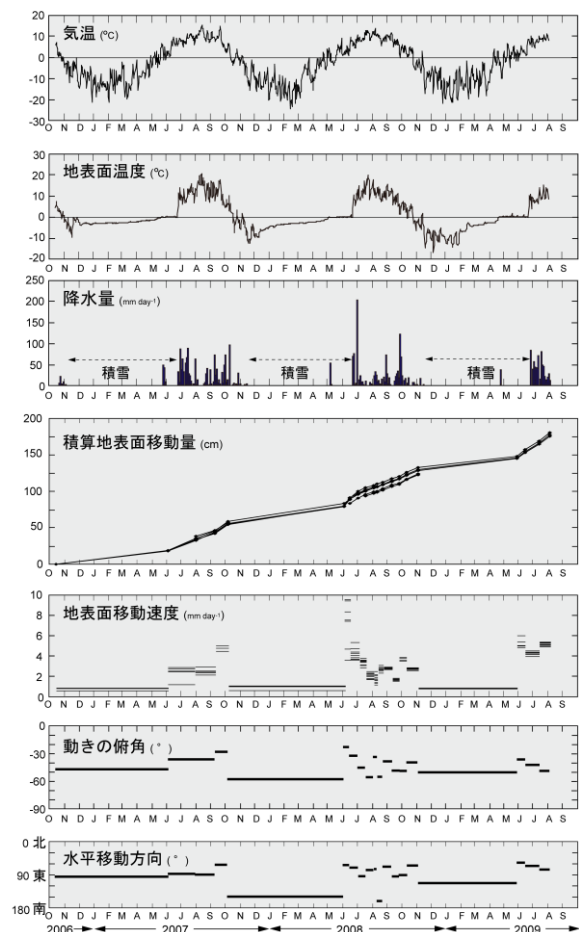 気温 (°C)
20
10
0
-10
-20
-30
O N D J F M A M J J A S O N D J F M A M J J A S O N D J F M A M J J A S
地表面温度 (°C)
30
20
10
0
-10
-20
O N D J F M A M J J A S O N D J F M A M J J A S O N D J F M A M J J A S
降水量 (mm day⁻¹)
250
200
150
100
50
0
積雪 積雪 積雪
O N D J F M A M J J A S O N D J F M A M J J A S O N D J F M A M J J A S
積算地表面移動量 (cm)
200
150
100
50
0
O N D J F M A M J J A S O N D J F M A M J J A S O N D J F M A M J J A S
地表面移動速度 (mm day⁻¹)
10
8
6
4
2
0
O N D J F M A M J J A S O N D J F M A M J J A S O N D J F M A M J J A S
動きの俯角 (°)
0
-30
-60
-90
O N D J F M A M J J A S O N D J F M A M J J A S O N D J F M A M J J A S
水平移動方向 (°)
0 北
90 東
180 南
O N D J F M A M J J A S O N D J F M A M J J A S O N D J F M A M J J A S
2006 2007 2008 2009